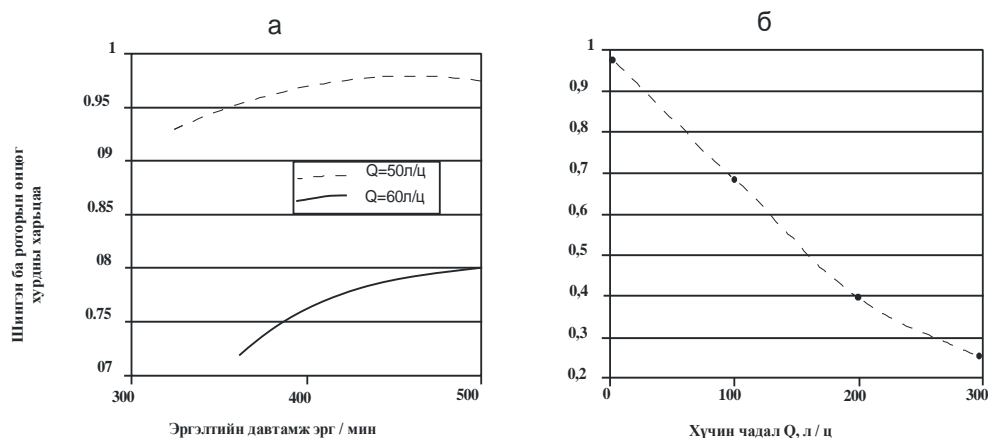 а
б
Шингэн ба роторын онцог
хурдны харьцаа
1
0.95
09
0.85
08
0.75
07
300
400
500
Q=50л/ц
Q=60л/ц
Эргэлтийн давтамж эрг / мин
1
0,9
0,8
0,7
0,6
0,5
0,4
0,3
0,2
0
100
200
300
Хүчин чадал Q, л / ц